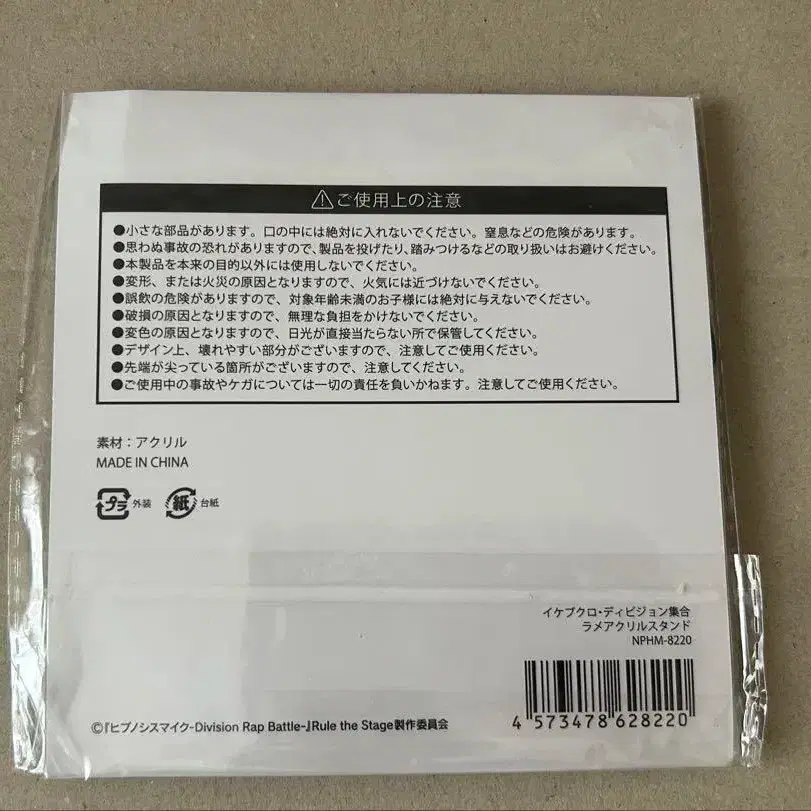 ⚠ご使用上の注意
●小さな部品があります。口の中には絶対に入れないでください。窒息などの危険があります。
●思わぬ事故の恐れがありますので、製品を投げたり、踏みつけるなどの取り扱いはお避けください。
●本製品を本来の目的以外には使用しないでください。
●変形、または火災の原因となりますので、火気には近づけないでください。
●誤飲の危険がありますので、対象年齢未満のお子様には絶対に与えないでください。
●破損の原因となりますので、無理な負担をかけないでください。
●変色の原因となりますので、日光が直接当たらない所で保管してください。
●デザイン上、壊れやすい部分がございますので、注意してご使用ください。
●先端が尖っている箇所がございますので、注意してください。
●ご使用中の事故やケガについては一切の責任を負いかねます。注意してご使用ください。
素材：アクリル
MADE IN CHINA
プラ 外装 紙 台紙
イケブクロ・ディビジョン集合
ラメアクリルスタンド
NPHM-8220
4 573478 628220
©『ヒプノシスマイク-Division Rap Battle-』Rule the Stage製作委員会